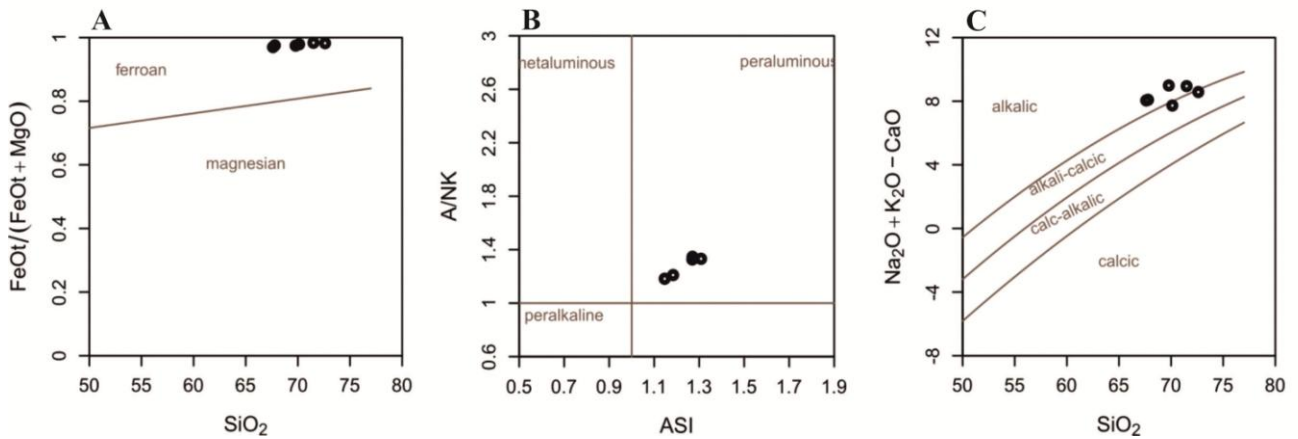 A
FeOt/(FeOt+MgO)
1
0.8
0.6
0.4
0.2
0
ferroan
magnesian
50 55 60 65 70 75 80
SiO₂
B
A/NK
3
2.6
2.2
1.8
1.4
1
0.6
netaluminous
peraluminous
peralkaline
0.5 0.7 0.9 1.1 1.3 1.5 1.7 1.9
ASI
C
Na₂O+K₂O−CaO
12
8
4
0
-4
-8
alkalic
alkali-calcic
calc-alkalic
calcic
50 55 60 65 70 75 80
SiO₂